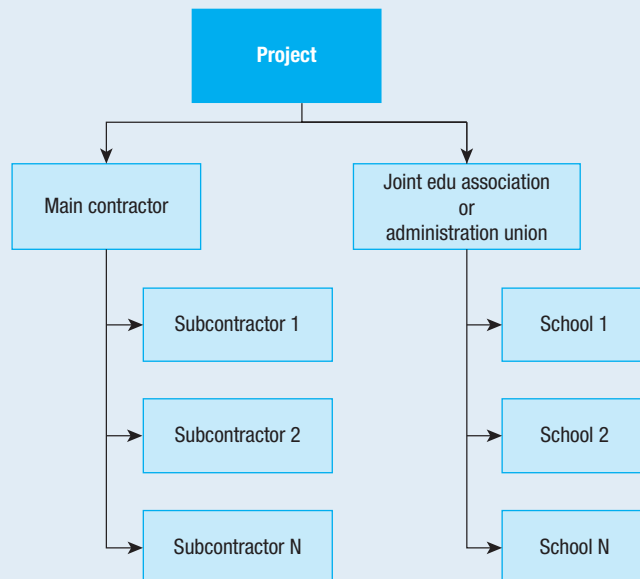 Project
Main contractor
Joint edu association
or
administration union
Subcontractor 1
School 1
Subcontractor 2
School 2
Subcontractor N
School N